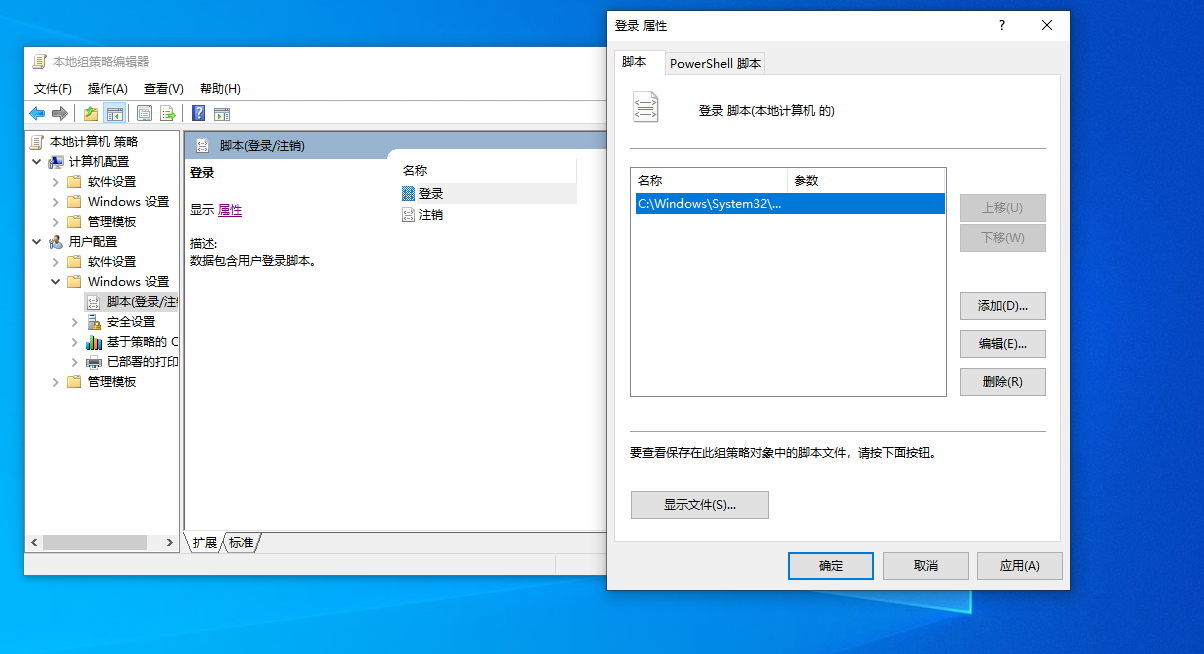 本地组策略编辑器
文件(F) 操作(A) 查看(V) 帮助(H)
本地计算机 策略
计算机配置
软件设置
Windows 设置
管理模板
用户配置
软件设置
Windows 设置
脚本(登录/注
安全设置
基于策略的
已部署的打印
管理模板
脚本(登录/注销)
登录
显示 属性
描述:
数据包含用户登录脚本。
名称
登录
注销
扩展 标准
登录 属性
?
脚本 PowerShell 脚本
登录 脚本(本地计算机 的)
名称 参数
C:\Windows\System32\...
上移(U)
下移(W)
添加(D)...
编辑(E)...
删除(R)
要查看保存在此组策略对象中的脚本文件，请按下面按钮。
显示文件(S)...
确定 取消 应用(A)